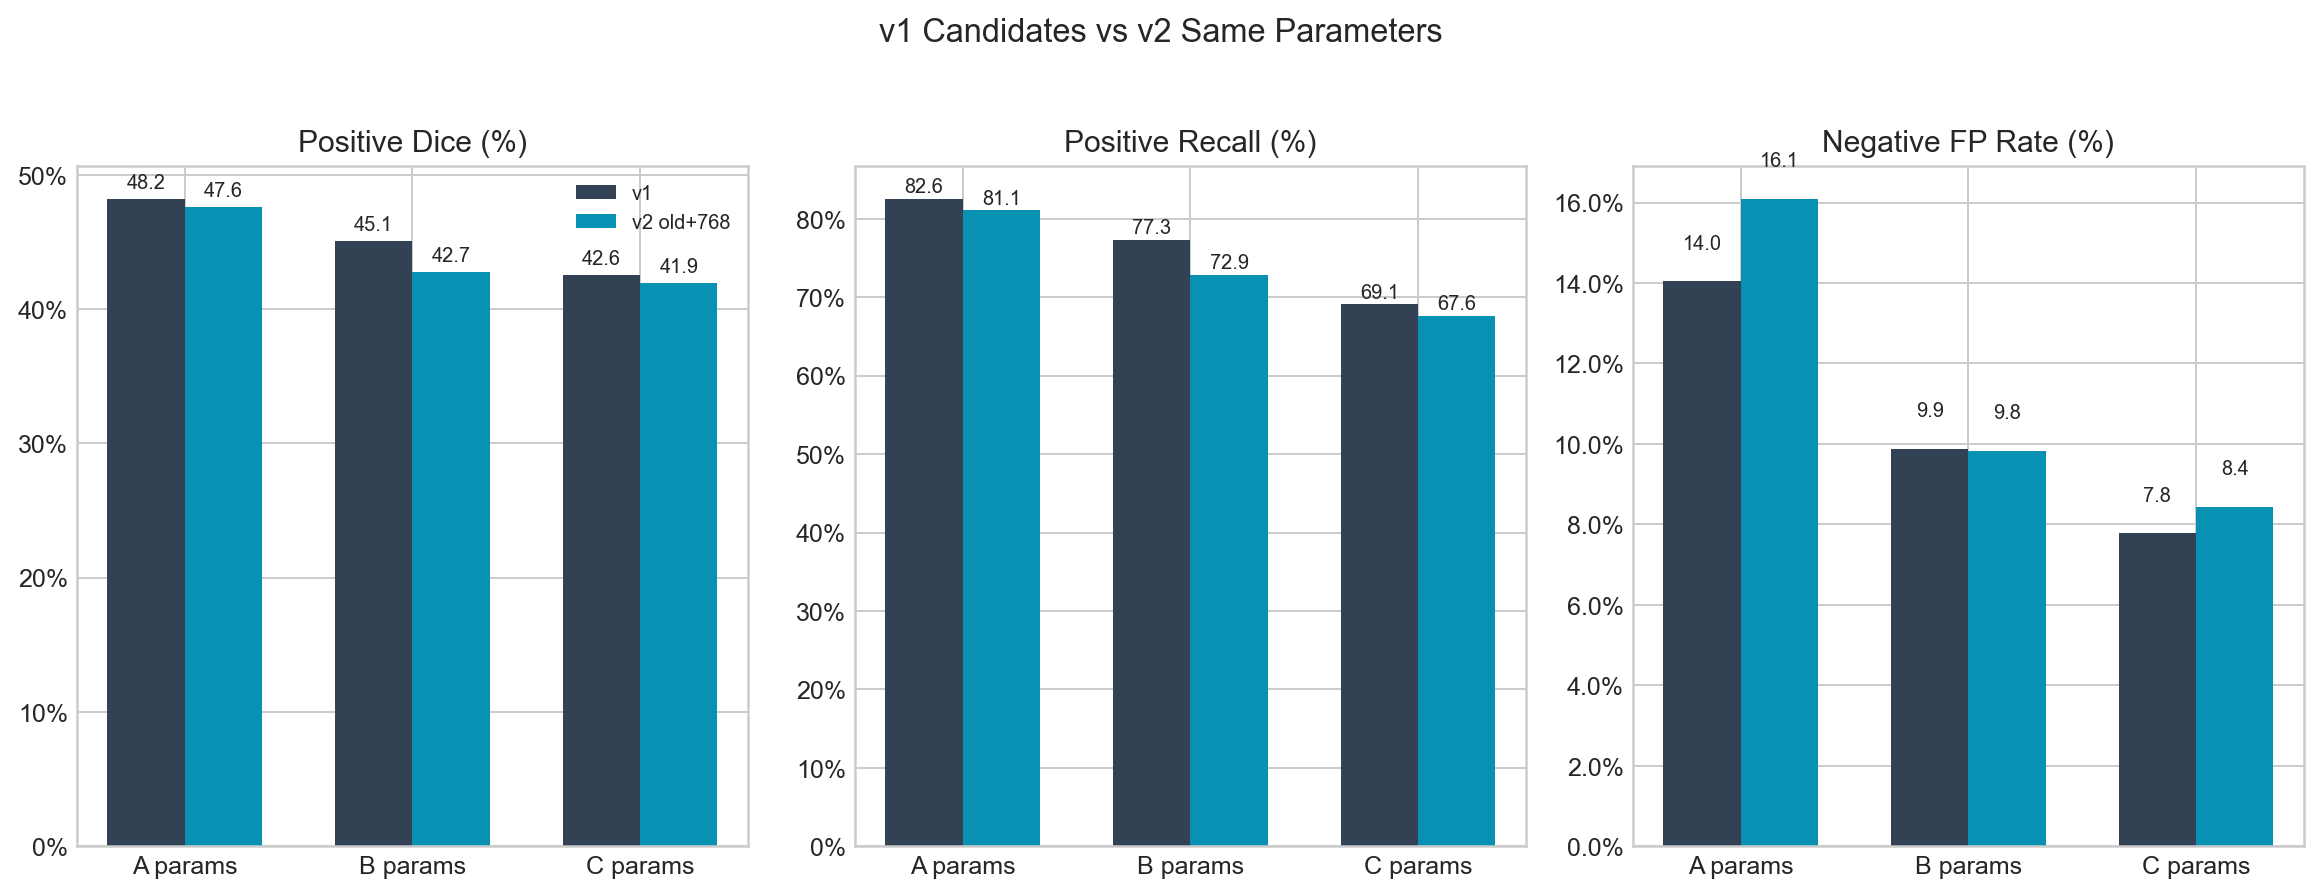 v1 Candidates vs v2 Same Parameters
Positive Dice (%)
50%
40%
30%
20%
10%
0%
48.2
47.6
45.1
42.7
42.6
41.9
v1
v2 old+768
A params
B params
C params
Positive Recall (%)
80%
70%
60%
50%
40%
30%
20%
10%
0%
82.6
81.1
77.3
72.9
69.1
67.6
A params
B params
C params
Negative FP Rate (%)
16.0%
14.0%
12.0%
10.0%
8.0%
6.0%
4.0%
2.0%
0.0%
14.0
16.1
9.9
9.8
7.8
8.4
A params
B params
C params